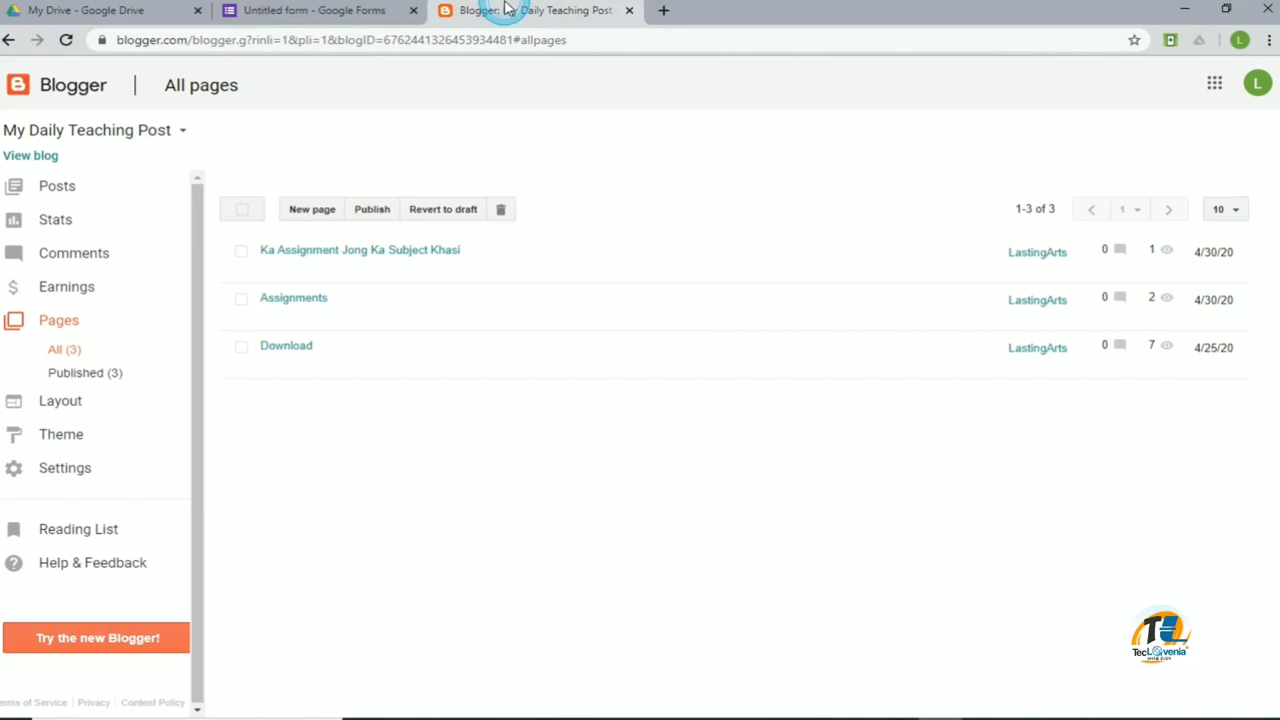 My Drive - Google Drive
Untitled form - Google Forms
Blogger: My Daily Teaching Post
blogger.com/blogger.g?rinli=1&pli=1&blogID=6762441326453934481#allpages
L
Blogger | All pages
L
My Daily Teaching Post
View blog
Posts
Stats
Comments
Earnings
Pages
All (3)
Published (3)
Layout
Theme
Settings
Reading List
Help & Feedback
Try the new Blogger!
Terms of Service | Privacy | Content Policy
New page Publish Revert to draft
1-3 of 3 1 10
Ka Assignment Jong Ka Subject Khasi LastingArts 0 1 4/30/20
Assignments LastingArts 0 2 4/30/20
Download LastingArts 0 7 4/25/20
TL
TecLovenia